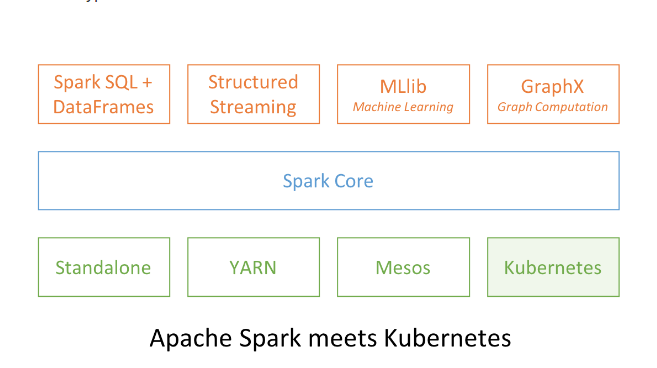 Spark SQL +
DataFrames
Structured
Streaming
MLlib
Machine Learning
GraphX
Graph Computation
Spark Core
Standalone
YARN
Mesos
Kubernetes
Apache Spark meets Kubernetes